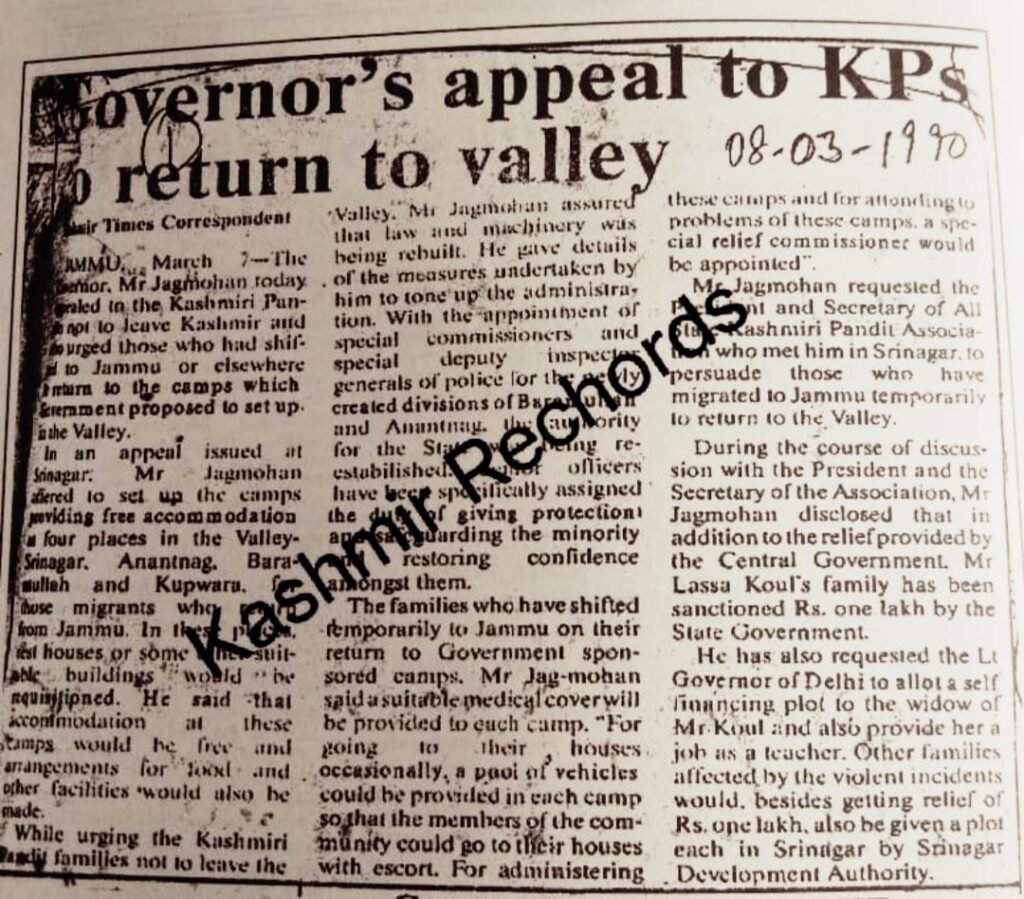 Governor's appeal to KPs
to return to valley
08-03-1990
Times Correspondent
March 7—The
Mr Jagmohan today
to the Kashmiri Pan-
not to leave Kashmir and
urged those who had shif-
to Jammu or elsewhere
return to the camps which
proposed to set up
in the Valley.
In an appeal issued at
Srinagar, Mr Jagmohan
to set up the camps
providing free accommodation
four places in the Valley-
Srinagar, Anantnag, Bara-
mullah and Kupwara,
those migrants who
from Jammu. In these
rest houses or some suit-
able buildings would be
requisitioned. He said that
accommodation at these
camps would be free and
arrangements for food and
other facilities would also be
made.
While urging the Kashmiri
Pandit families not to leave the
Valley, Mr Jagmohan assured
that law and machinery was
being rebuilt. He gave details
of the measures undertaken by
him to tone up the administra-
tion. With the appointment of
special commissioners and
special deputy inspector
generals of police for the newly
created divisions of
and Anantnag, the authority
for the State being re-
established. officers
have been specifically assigned
the duty of giving protection
and safeguarding the minority
restoring confidence
amongst them.
The families who have shifted
temporarily to Jammu on their
return to Government spon-
sored camps, Mr Jag-mohan
said a suitable medical cover will
be provided to each camp. "For
going to their houses
occasionally, a pool of vehicles
could be provided in each camp
so that the members of the com-
munity could go to their houses
with escort. For administering
these camps and for attending to
problems of these camps, a spe-
cial relief commissioner would
be appointed".
Mr Jagmohan requested the
and Secretary of All
State Kashmiri Pandit Associa-
who met him in Srinagar, to
persuade those who have
migrated to Jammu temporarily
to return to the Valley.
During the course of discus-
sion with the President and the
Secretary of the Association, Mr
Jagmohan disclosed that in
addition to the relief provided by
the Central Government, Mr
Lassa Koul's family has been
sanctioned Rs. one lakh by the
State Government.
He has also requested the Lt
Governor of Delhi to allot a self
financing plot to the widow of
Mr Koul and also provide her a
job as a teacher. Other families
affected by the violent incidents
would, besides getting relief of
Rs. one lakh, also be given a plot
each in Srinagar by Srinagar
Development Authority.
Kashmir Rechords